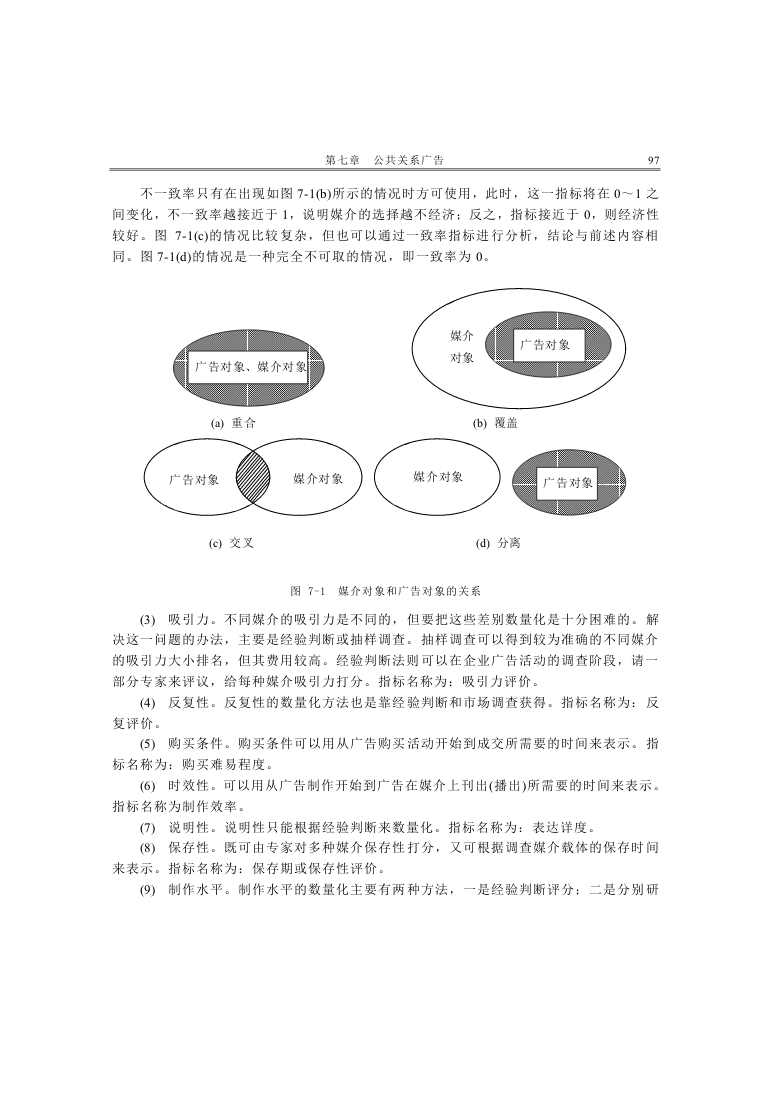 第七章　公共关系广告　97
不一致率只有在出现如图 7-1(b)所示的情况时方可使用，此时，这一指标将在 0～1 之
间变化，不一致率越接近于 1，说明媒介的选择越不经济；反之，指标接近于 0，则经济性
较好。图 7-1(c)的情况比较复杂，但也可以通过一致率指标进行分析，结论与前述内容相
同。图 7-1(d)的情况是一种完全不可取的情况，即一致率为 0。
广告对象、媒介对象
媒介
对象
广告对象
(a) 重合
(b) 覆盖
广告对象
媒介对象
媒介对象
广告对象
(c) 交叉
(d) 分离
图 7-1　媒介对象和广告对象的关系
(3)　吸引力。不同媒介的吸引力是不同的，但要把这些差别数量化是十分困难的。解
决这一问题的办法，主要是经验判断或抽样调查。抽样调查可以得到较为准确的不同媒介
的吸引力大小排名，但其费用较高。经验判断法则可以在企业广告活动的调查阶段，请一
部分专家来评议，给每种媒介吸引力打分。指标名称为：吸引力评价。
(4)　反复性。反复性的数量化方法也是靠经验判断和市场调查获得。指标名称为：反
复评价。
(5)　购买条件。购买条件可以用从广告购买活动开始到成交所需要的时间来表示。指
标名称为：购买难易程度。
(6)　时效性。可以用从广告制作开始到广告在媒介上刊出(播出)所需要的时间来表示。
指标名称为制作效率。
(7)　说明性。说明性只能根据经验判断来数量化。指标名称为：表达详度。
(8)　保存性。既可由专家对多种媒介保存性打分，又可根据调查媒介载体的保存时间
来表示。指标名称为：保存期或保存性评价。
(9)　制作水平。制作水平的数量化主要有两种方法，一是经验判断评分；二是分别研